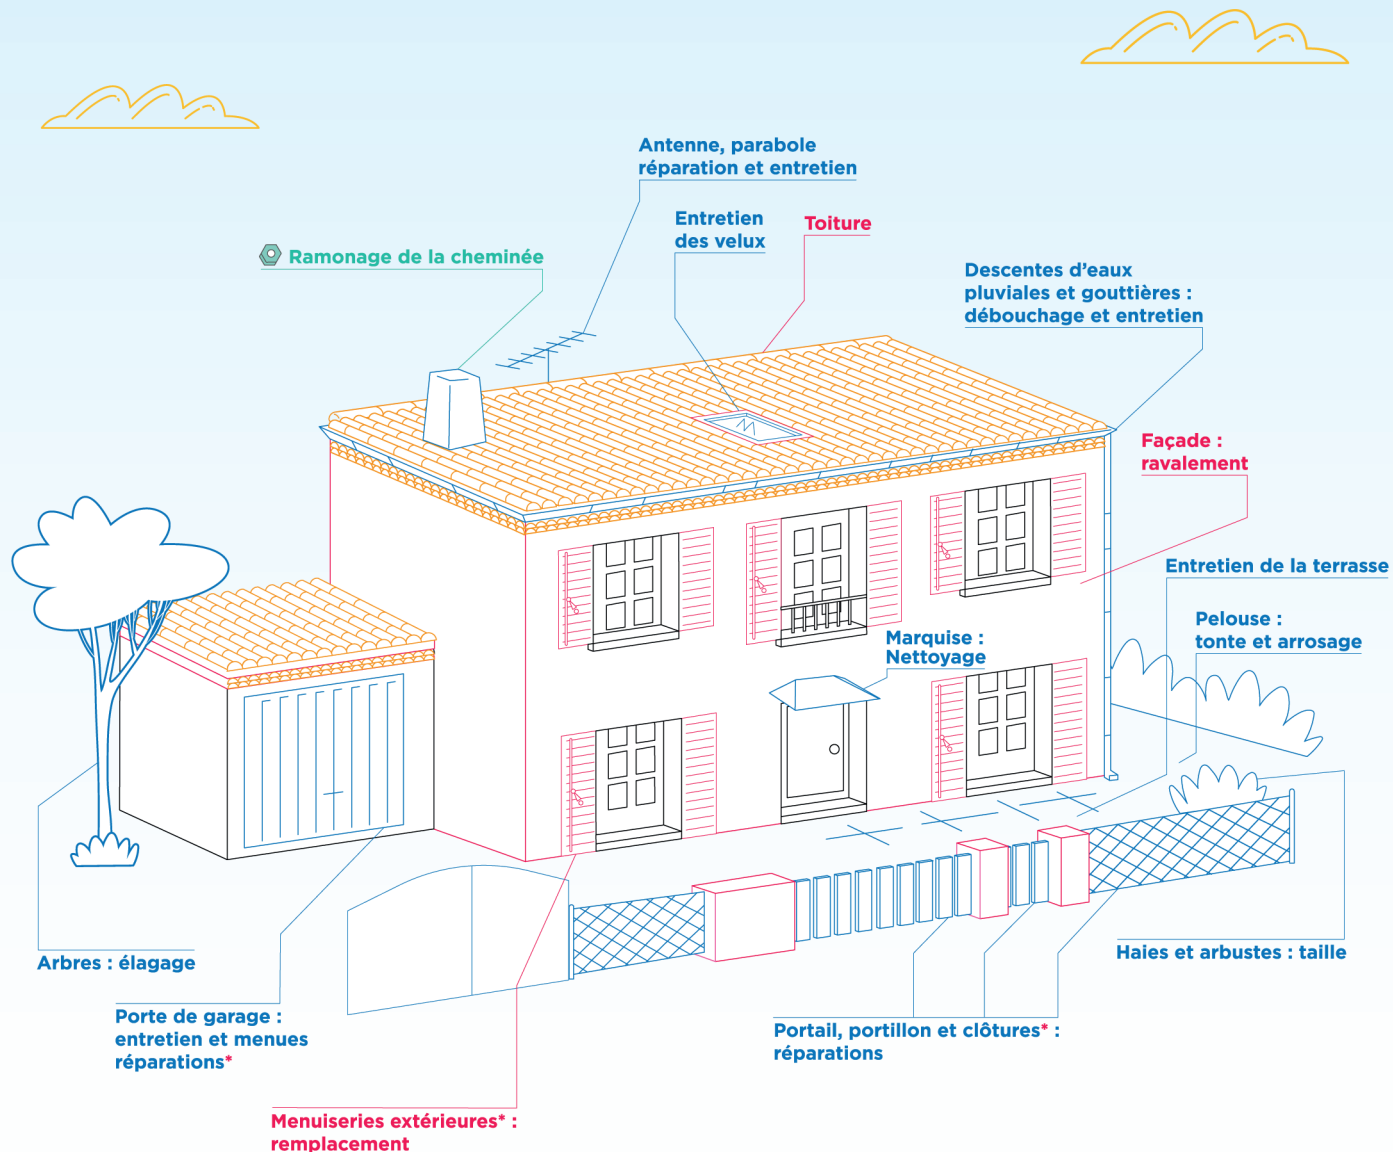 Antenne, parabole
réparation et entretien
Entretien
des velux
Toiture
Ramonage de la cheminée
Descentes d'eaux
pluviales et gouttières :
débouchage et entretien
Façade :
ravalement
Entretien de la terrasse
Pelouse :
tonte et arrosage
Marquise :
Nettoyage
Arbres : élagage
Haies et arbustes : taille
Porte de garage :
entretien et menues
réparations*
Portail, portillon et clôtures* :
réparations
Menuiseries extérieures* :
remplacement